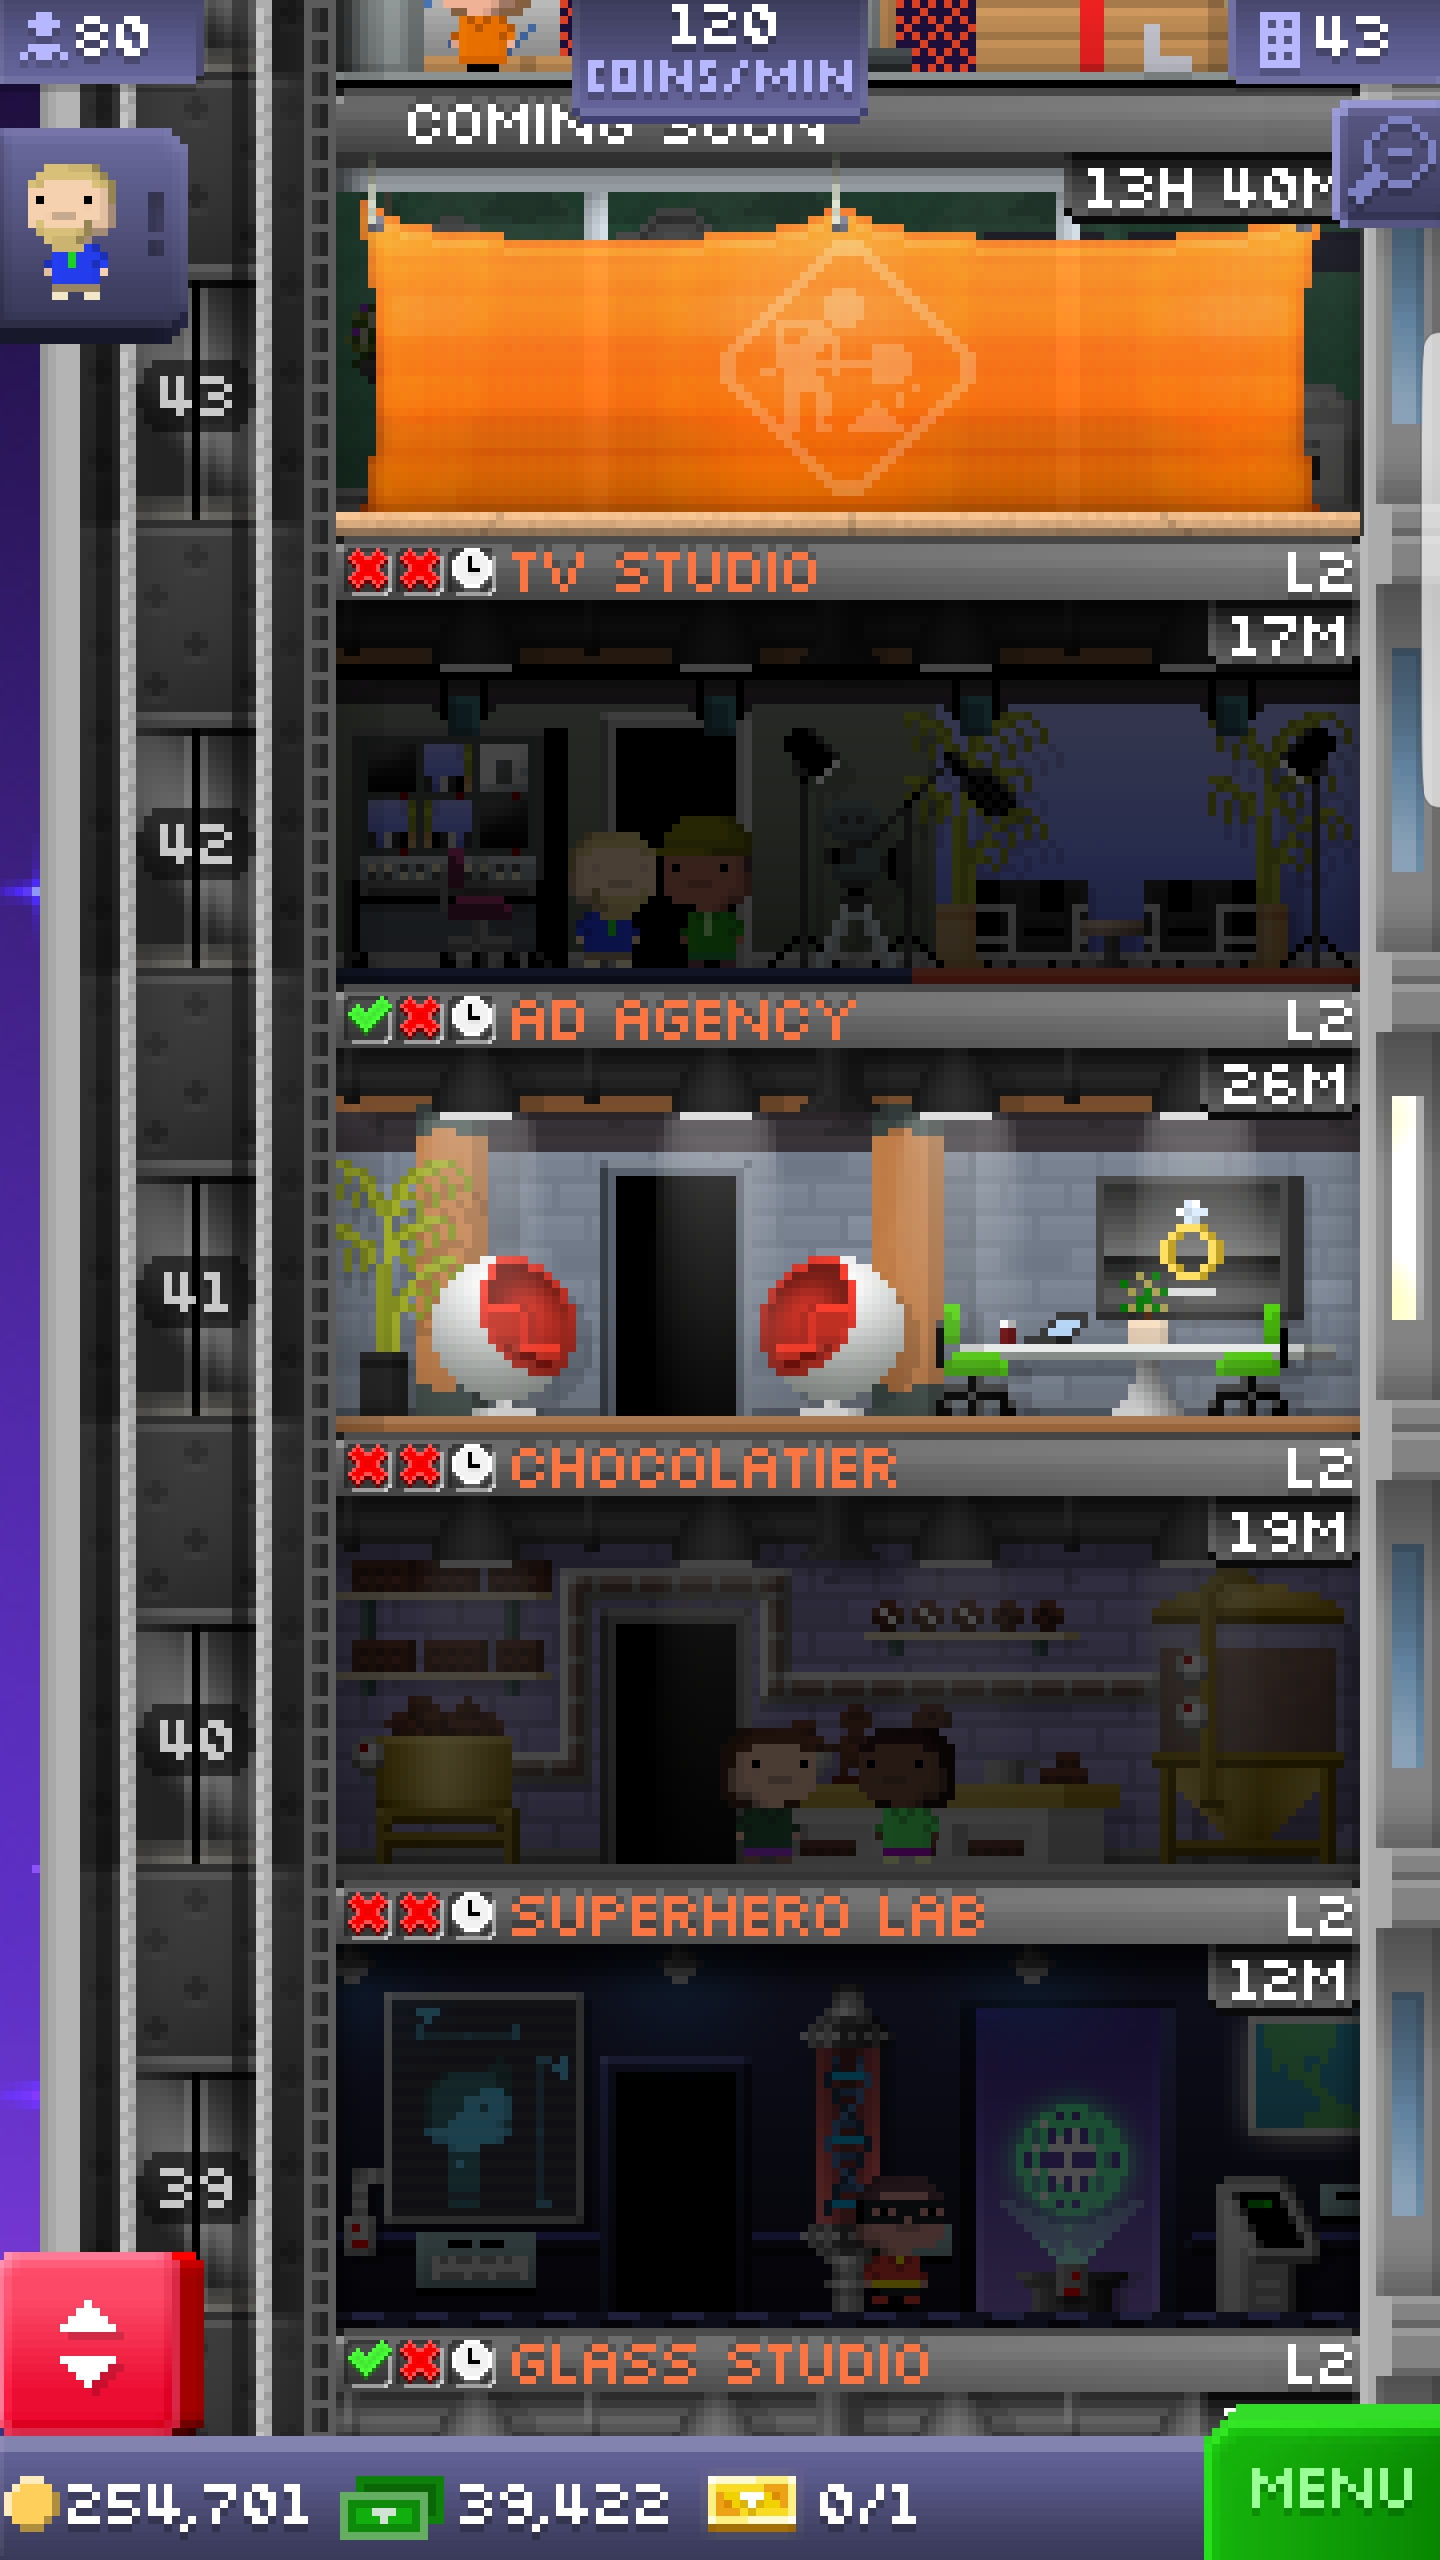 80
120
COINS/MIN
43
COMING SOON
13H 40M
!
43
TV STUDIO
L2
17M
42
AD AGENCY
L2
26M
41
CHOCOLATIER
L2
19M
40
SUPERHERO LAB
L2
12M
39
GLASS STUDIO
L2
254,701
39,422
0/1
MENU